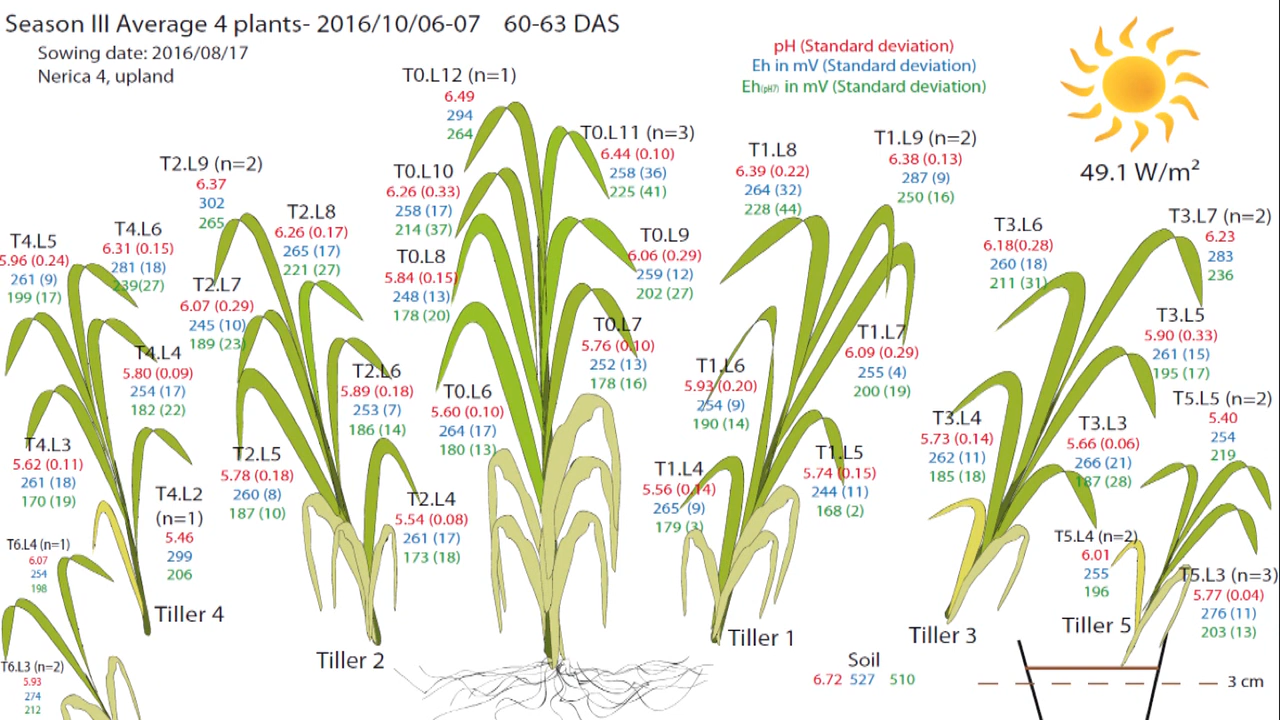 Season III Average 4 plants- 2016/10/06-07    60-63 DAS
Sowing date: 2016/08/17
Nerica 4, upland
pH (Standard deviation)
Eh in mV (Standard deviation)
Eh(pH7) in mV (Standard deviation)
49.1 W/m²
T4.L5
5.96 (0.24)
261 (9)
199 (17)
T4.L6
6.31 (0.15)
281 (18)
239(27)
T4.L4
5.80 (0.09)
254 (17)
182 (22)
T4.L3
5.62 (0.11)
261 (18)
170 (19)
T4.L2
(n=1)
5.46
299
206
Tiller 4
T6.L4 (n=1)
6.07
254
198
T6.L3 (n=2)
5.93
274
212
T2.L9 (n=2)
6.37
302
265
T2.L8
6.26 (0.17)
265 (17)
221 (27)
T2.L7
6.07 (0.29)
245 (10)
189 (23)
T2.L6
5.89 (0.18)
253 (7)
186 (14)
T2.L5
5.78 (0.18)
260 (8)
187 (10)
T2.L4
5.54 (0.08)
261 (17)
173 (18)
Tiller 2
T0.L12 (n=1)
6.49
294
264
T0.L11 (n=3)
6.44 (0.10)
258 (36)
225 (41)
T0.L10
6.26 (0.33)
258 (17)
214 (37)
T0.L9
6.06 (0.29)
259 (12)
202 (27)
T0.L8
5.84 (0.15)
248 (13)
178 (20)
T0.L7
5.76 (0.10)
252 (13)
178 (16)
T0.L6
5.60 (0.10)
264 (17)
180 (13)
T1.L8
6.39 (0.22)
264 (32)
228 (44)
T1.L9 (n=2)
6.38 (0.13)
287 (9)
250 (16)
T1.L7
6.09 (0.29)
255 (4)
200 (19)
T1.L6
5.93 (0.20)
254 (9)
190 (14)
T1.L5
5.74 (0.15)
244 (11)
168 (2)
T1.L4
5.56 (0.14)
265 (9)
179 (3)
Tiller 1
T3.L6
6.18(0.28)
260 (18)
211 (31)
T3.L7 (n=2)
6.23
283
236
T3.L5
5.90 (0.33)
261 (15)
195 (17)
T3.L4
5.73 (0.14)
262 (11)
185 (18)
T3.L3
5.66 (0.06)
266 (21)
187 (28)
Tiller 3
T5.L5 (n=2)
5.40
254
219
T5.L4 (n=2)
6.01
255
196
T5.L3 (n=3)
5.77 (0.04)
276 (11)
203 (13)
Tiller 5
Soil
6.72 527 510
3 cm